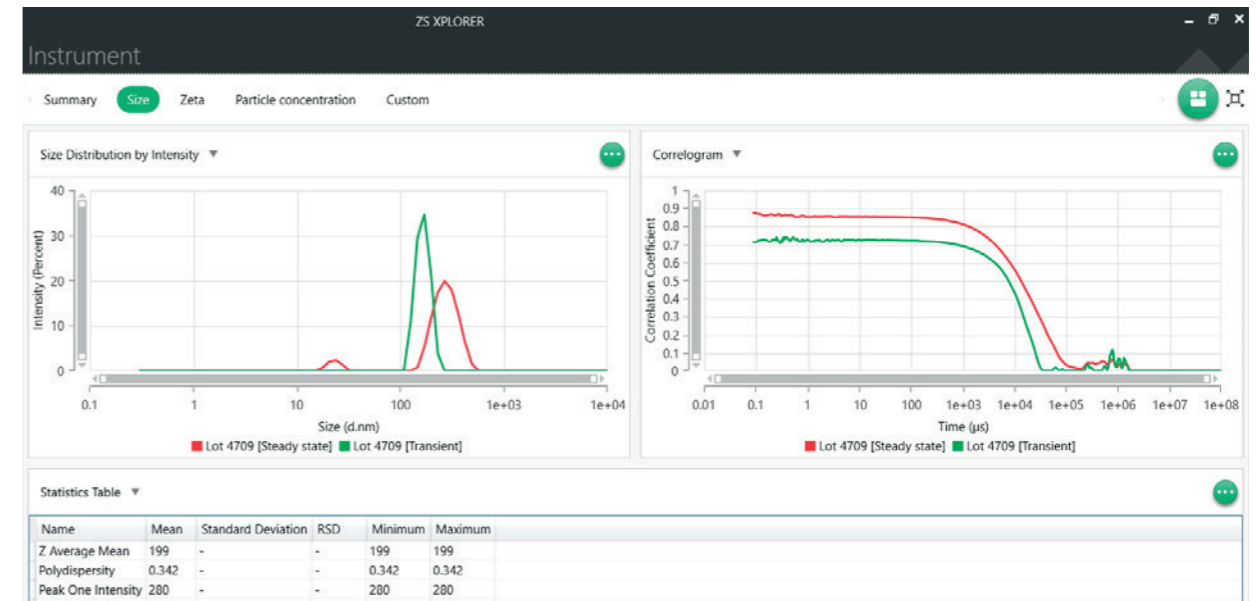 ZS XPLORER
Instrument
Summary Size Zeta Particle concentration Custom
Size Distribution by Intensity
Intensity (Percent)
40
30
20
10
0
0.1 1 10 100 1e+03 1e+04
Size (d.nm)
Lot 4709 [Steady state] Lot 4709 [Transient]
Correlogram
Correlation Coefficient
1
0.9
0.8
0.7
0.6
0.5
0.4
0.3
0.2
0.1
0
0.01 0.1 1 10 100 1e+03 1e+04 1e+05 1e+06 1e+07 1e+08
Time (µs)
Lot 4709 [Steady state] Lot 4709 [Transient]
Statistics Table
Name Mean Standard Deviation RSD Minimum Maximum
Z Average Mean 199 - - 199 199
Polydispersity 0.342 - - 0.342 0.342
Peak One Intensity 280 - - 280 280